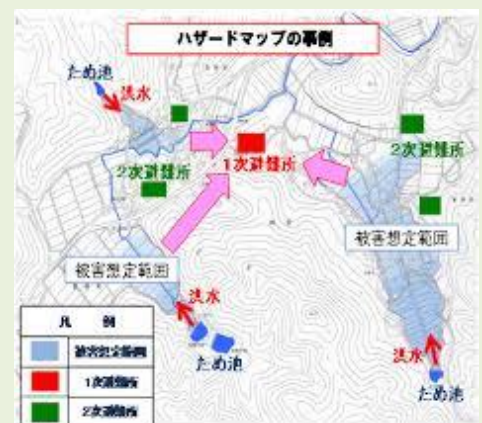 ハザードマップの事例
ため池
洪水
2次避難所
1次避難所
2次避難所
被害想定範囲
被害想定範囲
洪水
ため池
洪水
ため池
凡 例
被害想定範囲
1次避難所
2次避難所